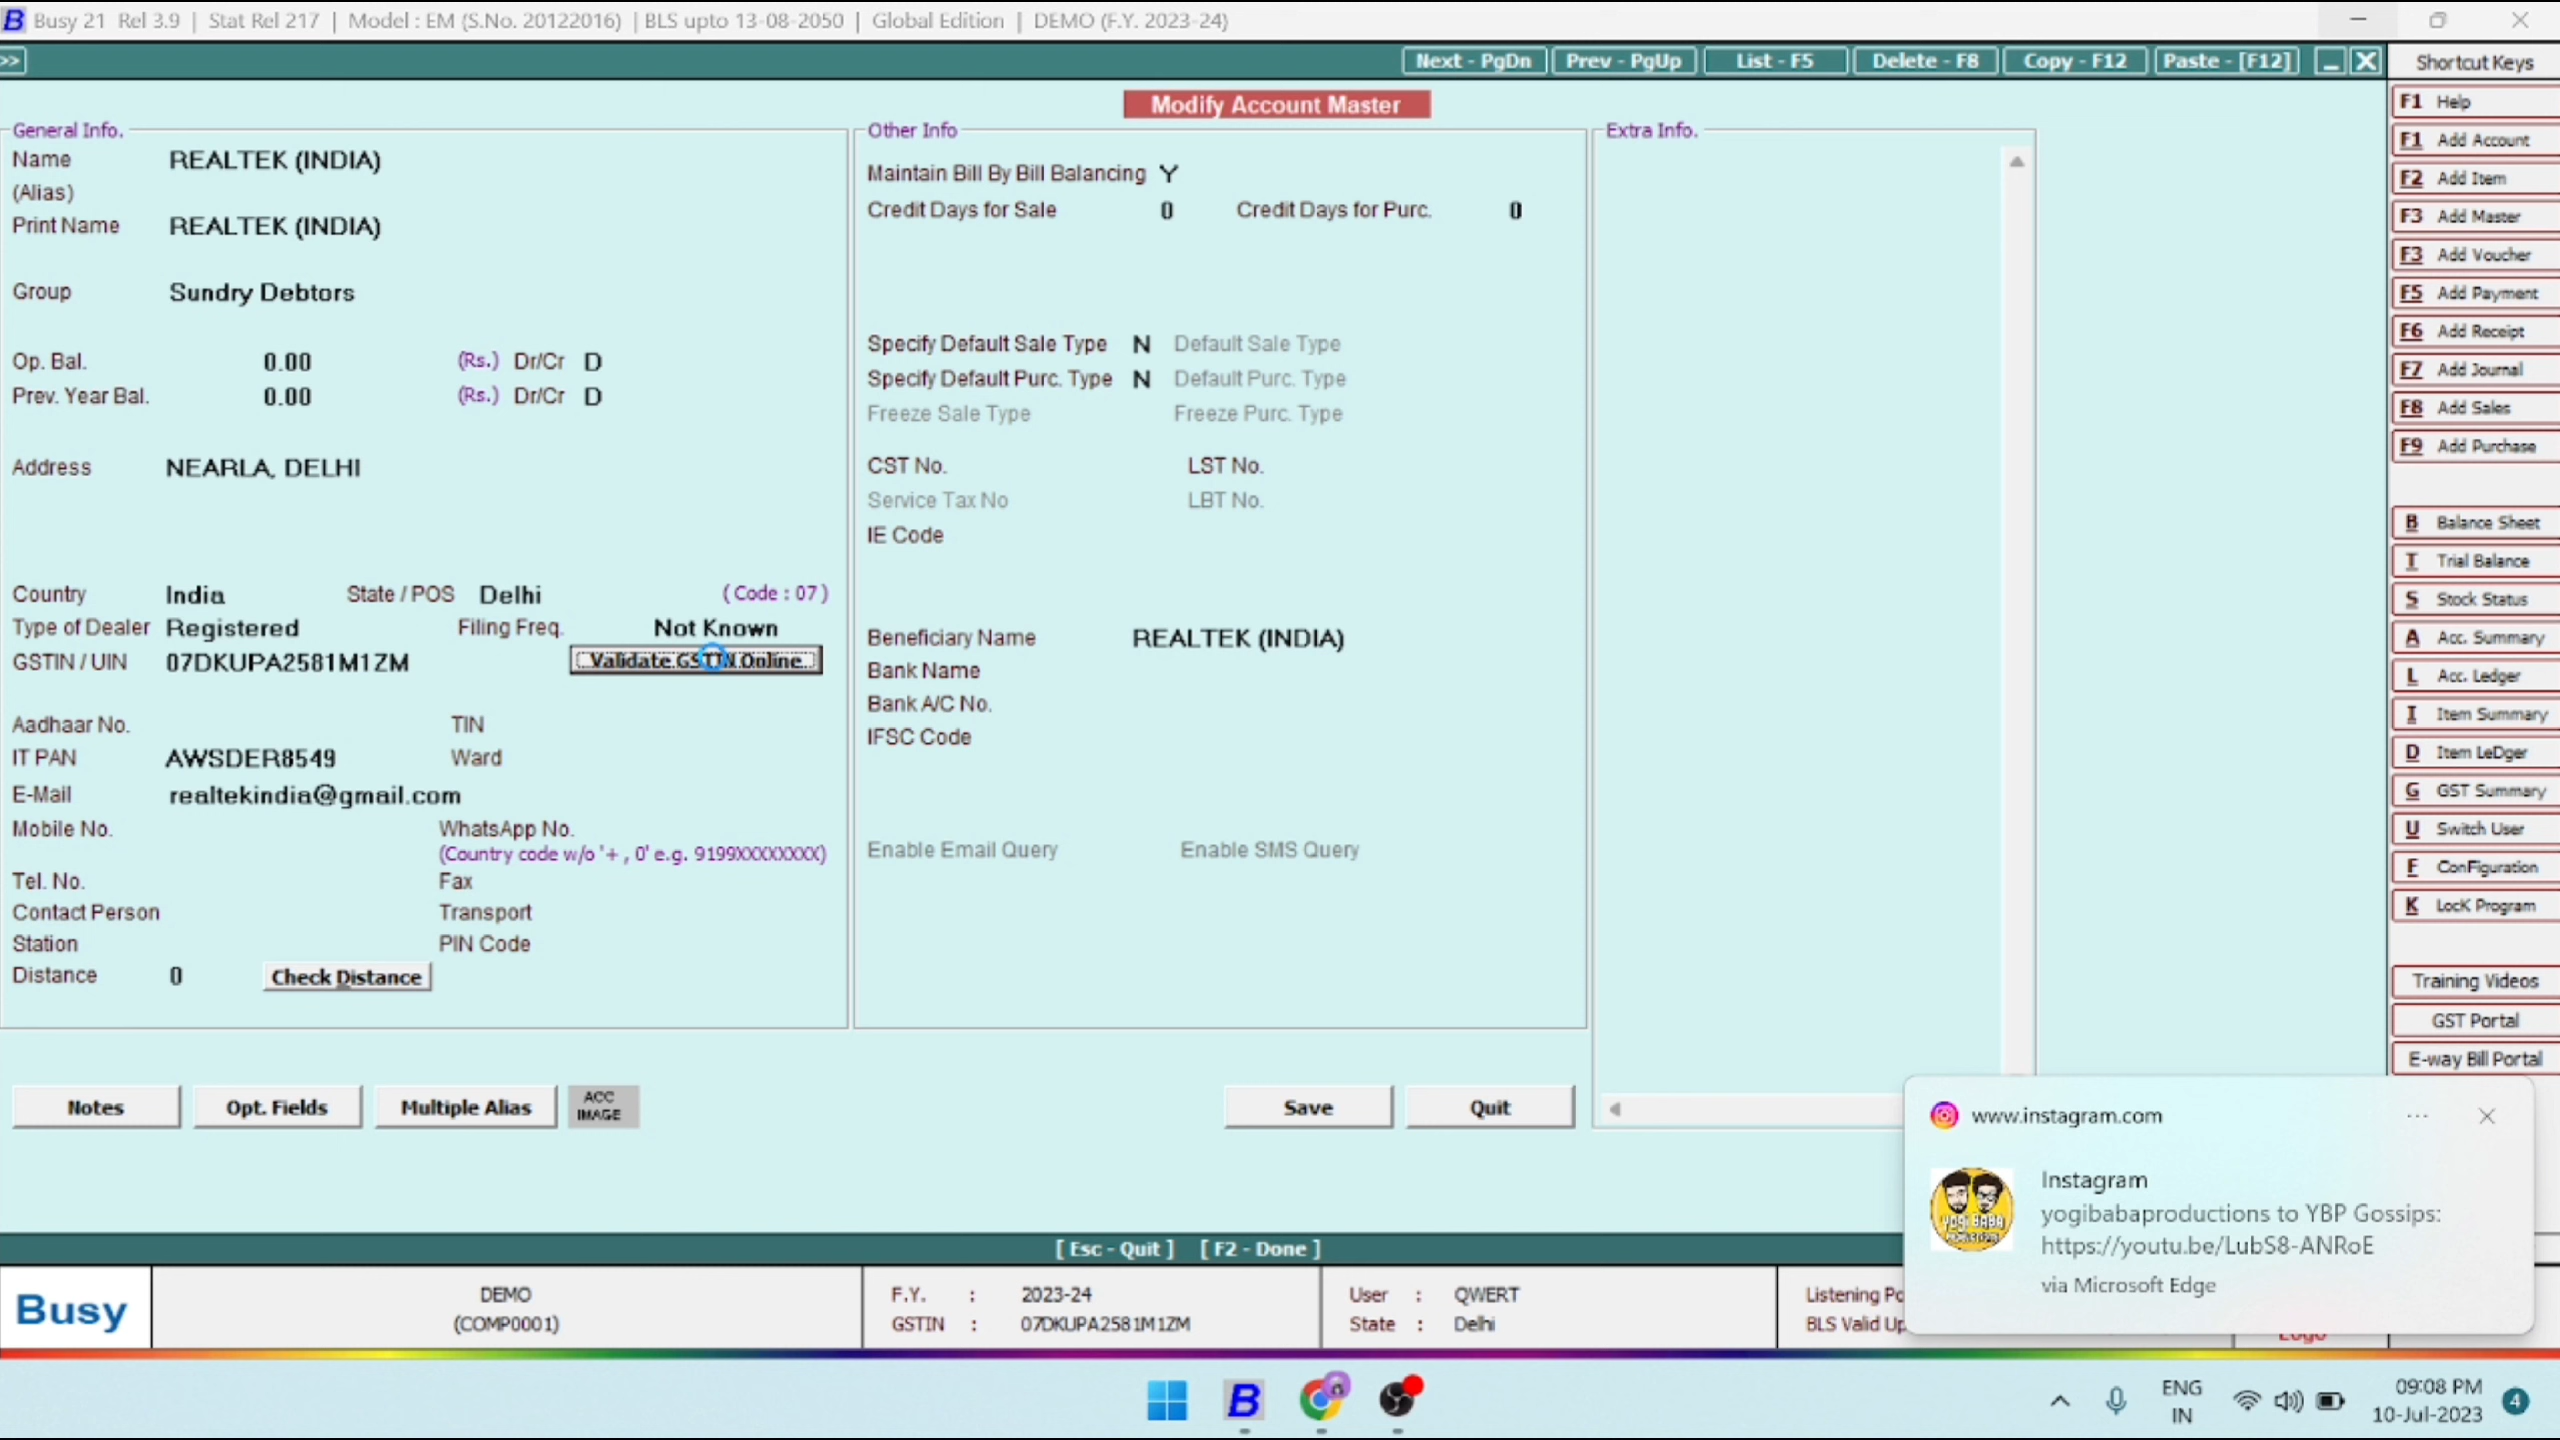 Busy 21 Rel 3.9 | Stat Rel 217 | Model : EM (S.No. 20122016) | BLS upto 13-08-2050 | Global Edition | DEMO (F.Y. 2023-24)
>> Next - PgDn Prev - PgUp List - F5 Delete - F8 Copy - F12 Paste - [F12]
Modify Account Master
General Info.
Name REALTEK (INDIA)
(Alias)
Print Name REALTEK (INDIA)
Group Sundry Debtors
Op. Bal. 0.00 (Rs.) Dr/Cr D
Prev. Year Bal. 0.00 (Rs.) Dr/Cr D
Address NEARLA, DELHI
Country India State / POS Delhi ( Code : 07 )
Type of Dealer Registered Filing Freq. Not Known
GSTIN / UIN 07DKUPA2581M1ZM Validate GSTIN Online
Aadhaar No. TIN
IT PAN AWSDER8549 Ward
E-Mail realtekindia@gmail.com
Mobile No. WhatsApp No.
(Country code w/o '+ , 0' e.g. 9199XXXXXXXX)
Tel. No. Fax
Contact Person Transport
Station PIN Code
Distance 0 Check Distance
Other Info
Maintain Bill By Bill Balancing Y
Credit Days for Sale 0 Credit Days for Purc. 0
Specify Default Sale Type N Default Sale Type
Specify Default Purc. Type N Default Purc. Type
Freeze Sale Type Freeze Purc. Type
CST No. LST No.
Service Tax No LBT No.
IE Code
Beneficiary Name REALTEK (INDIA)
Bank Name
Bank A/C No.
IFSC Code
Enable Email Query Enable SMS Query
Extra Info.
Notes Opt. Fields Multiple Alias ACC IMAGE Save Quit
Shortcut Keys
F1 Help
F1 Add Account
F2 Add Item
F3 Add Master
F3 Add Voucher
F5 Add Payment
F6 Add Receipt
F7 Add Journal
F8 Add Sales
F9 Add Purchase
B Balance Sheet
T Trial Balance
S Stock Status
A Acc. Summary
L Acc. Ledger
I Item Summary
D Item LeDger
G GST Summary
U Switch User
F ConFiguration
K LocK Program
Training Videos
GST Portal
E-way Bill Portal
www.instagram.com
YOGI BABA
Instagram
yogibabaproductions to YBP Gossips:
https://youtu.be/LubS8-ANRoE
via Microsoft Edge
[ Esc - Quit ] [ F2 - Done ]
Busy
DEMO
(COMP0001)
F.Y. : 2023-24
GSTIN : 07DKUPA2581M1ZM
User : QWERT
State : Delhi
Listening Po
BLS Valid Up
Logo
ENG
IN
09:08 PM
10-Jul-2023
4